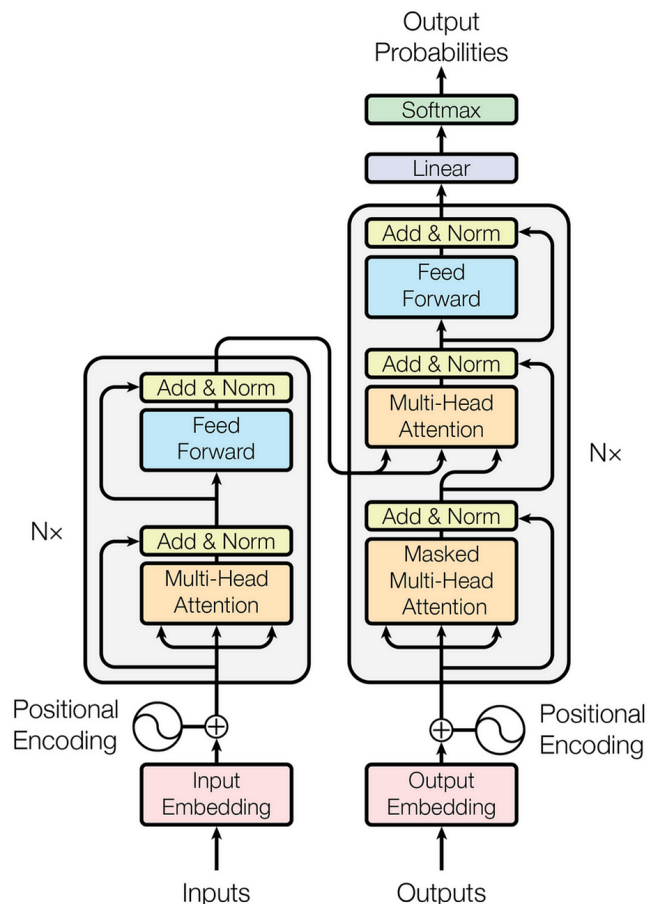 Output
Probabilities
Softmax
Linear
Add & Norm
Feed
Forward
Add & Norm
Multi-Head
Attention
Add & Norm
Masked
Multi-Head
Attention
Nx
Add & Norm
Feed
Forward
Add & Norm
Multi-Head
Attention
N×
Positional
Encoding
Positional
Encoding
Input
Embedding
Output
Embedding
Inputs
Outputs